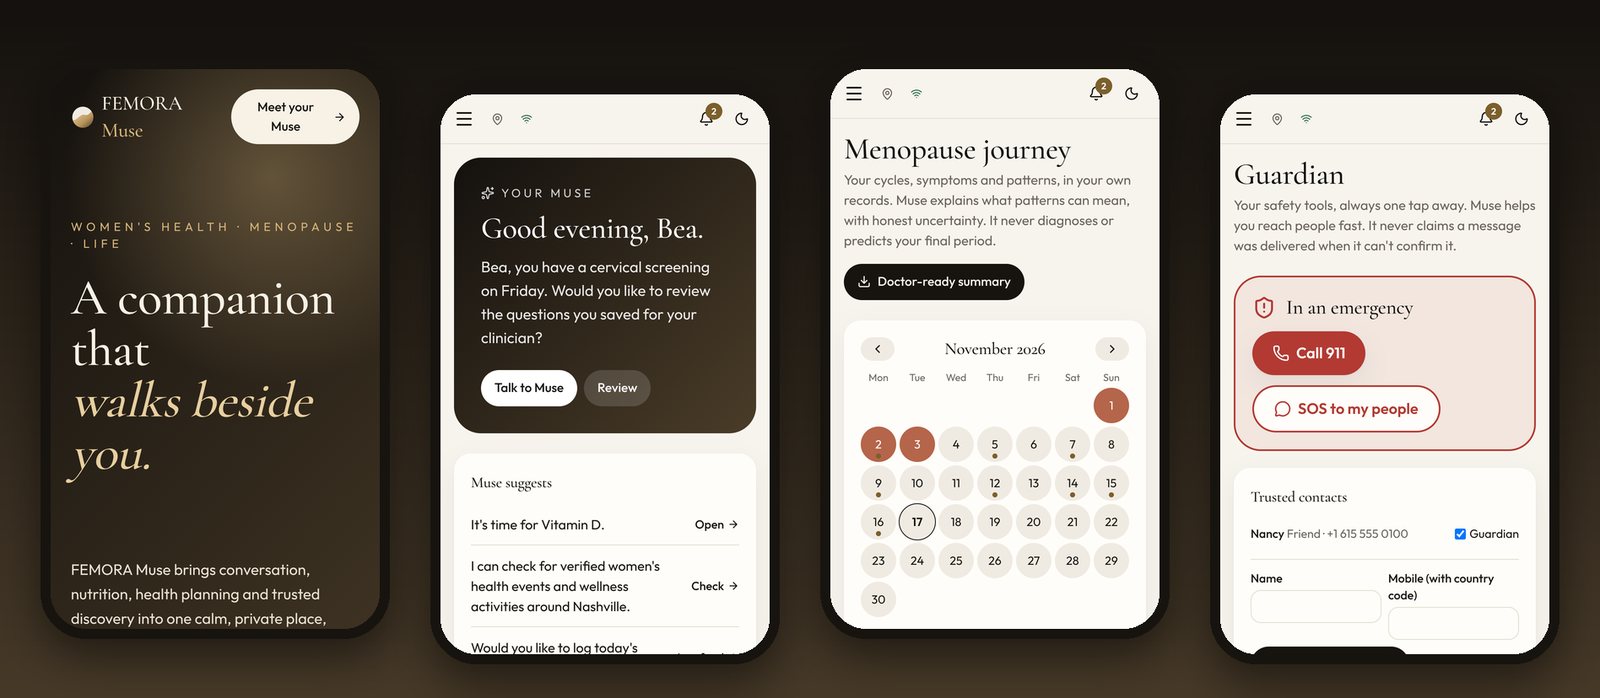 FEMORA
Muse
Meet your
Muse
WOMEN'S HEALTH · MENOPAUSE
· LIFE
A companion
that
walks beside
you.
FEMORA Muse brings conversation,
nutrition, health planning and trusted
discovery into one calm, private place,
2
YOUR MUSE
Good evening, Bea.
Bea, you have a cervical screening
on Friday. Would you like to review
the questions you saved for your
clinician?
Talk to Muse
Review
Muse suggests
It's time for Vitamin D.
Open →
I can check for verified women's
health events and wellness
activities around Nashville.
Check →
Would you like to log today's
2
Menopause journey
Your cycles, symptoms and patterns, in your own
records. Muse explains what patterns can mean,
with honest uncertainty. It never diagnoses or
predicts your final period.
Doctor-ready summary
November 2026
Mon Tue Wed Thu Fri Sat Sun
1
2 3 4 5 6 7 8
9 10 11 12 13 14 15
16 17 18 19 20 21 22
23 24 25 26 27 28 29
30
2
Guardian
Your safety tools, always one tap away. Muse helps
you reach people fast. It never claims a message
was delivered when it can't confirm it.
In an emergency
Call 911
SOS to my people
Trusted contacts
Nancy Friend · +1 615 555 0100
Guardian
Name
Mobile (with country
code)